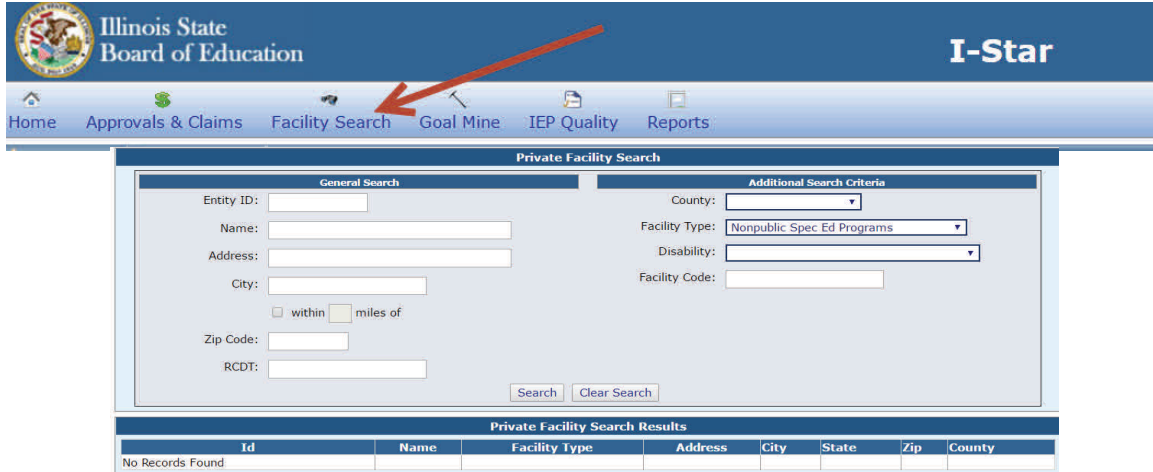 Illinois State
Board of Education
I-Star
Home Approvals & Claims Facility Search Goal Mine IEP Quality Reports
Private Facility Search
General Search
Additional Search Criteria
Entity ID:
County:
Name:
Facility Type: Nonpublic Spec Ed Programs
Address:
Disability:
City:
Facility Code:
within miles of
Zip Code:
RCDT:
Search Clear Search
Private Facility Search Results
Id Name Facility Type Address City State Zip County
No Records Found